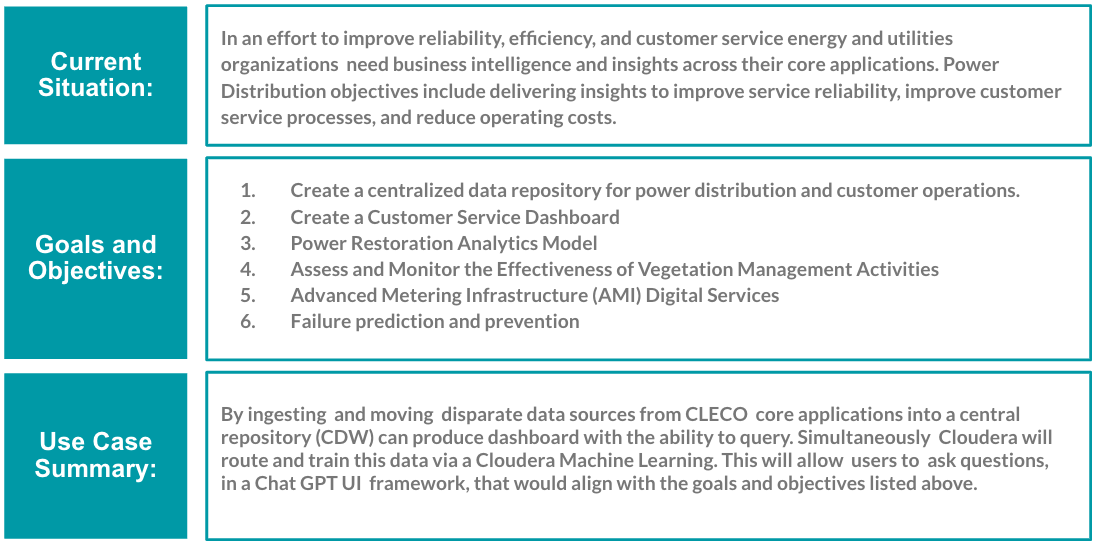 Current
Situation:
In an effort to improve reliability, efficiency, and customer service energy and utilities
organizations need business intelligence and insights across their core applications. Power
Distribution objectives include delivering insights to improve service reliability, improve customer
service processes, and reduce operating costs.
Goals and
Objectives:
1. Create a centralized data repository for power distribution and customer operations.
2. Create a Customer Service Dashboard
3. Power Restoration Analytics Model
4. Assess and Monitor the Effectiveness of Vegetation Management Activities
5. Advanced Metering Infrastructure (AMI) Digital Services
6. Failure prediction and prevention
Use Case
Summary:
By ingesting and moving disparate data sources from CLECO core applications into a central
repository (CDW) can produce dashboard with the ability to query. Simultaneously Cloudera will
route and train this data via a Cloudera Machine Learning. This will allow users to ask questions,
in a Chat GPT UI framework, that would align with the goals and objectives listed above.